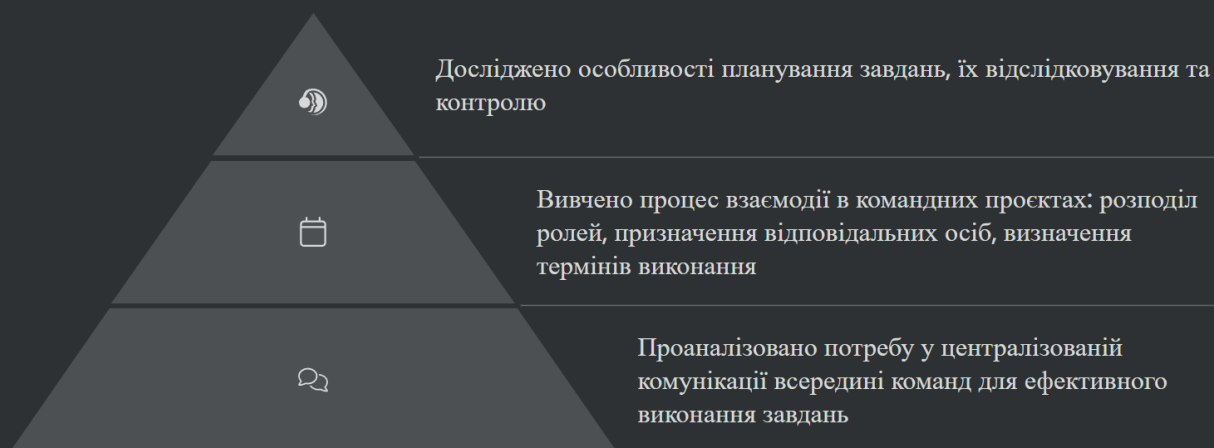 Досліджено особливості планування завдань, їх відслідковування та
контролю
Вивчено процес взаємодії в командних проєктах: розподіл
ролей, призначення відповідальних осіб, визначення
термінів виконання
Проаналізовано потребу у централізованій
комунікації всередині команд для ефективного
виконання завдань